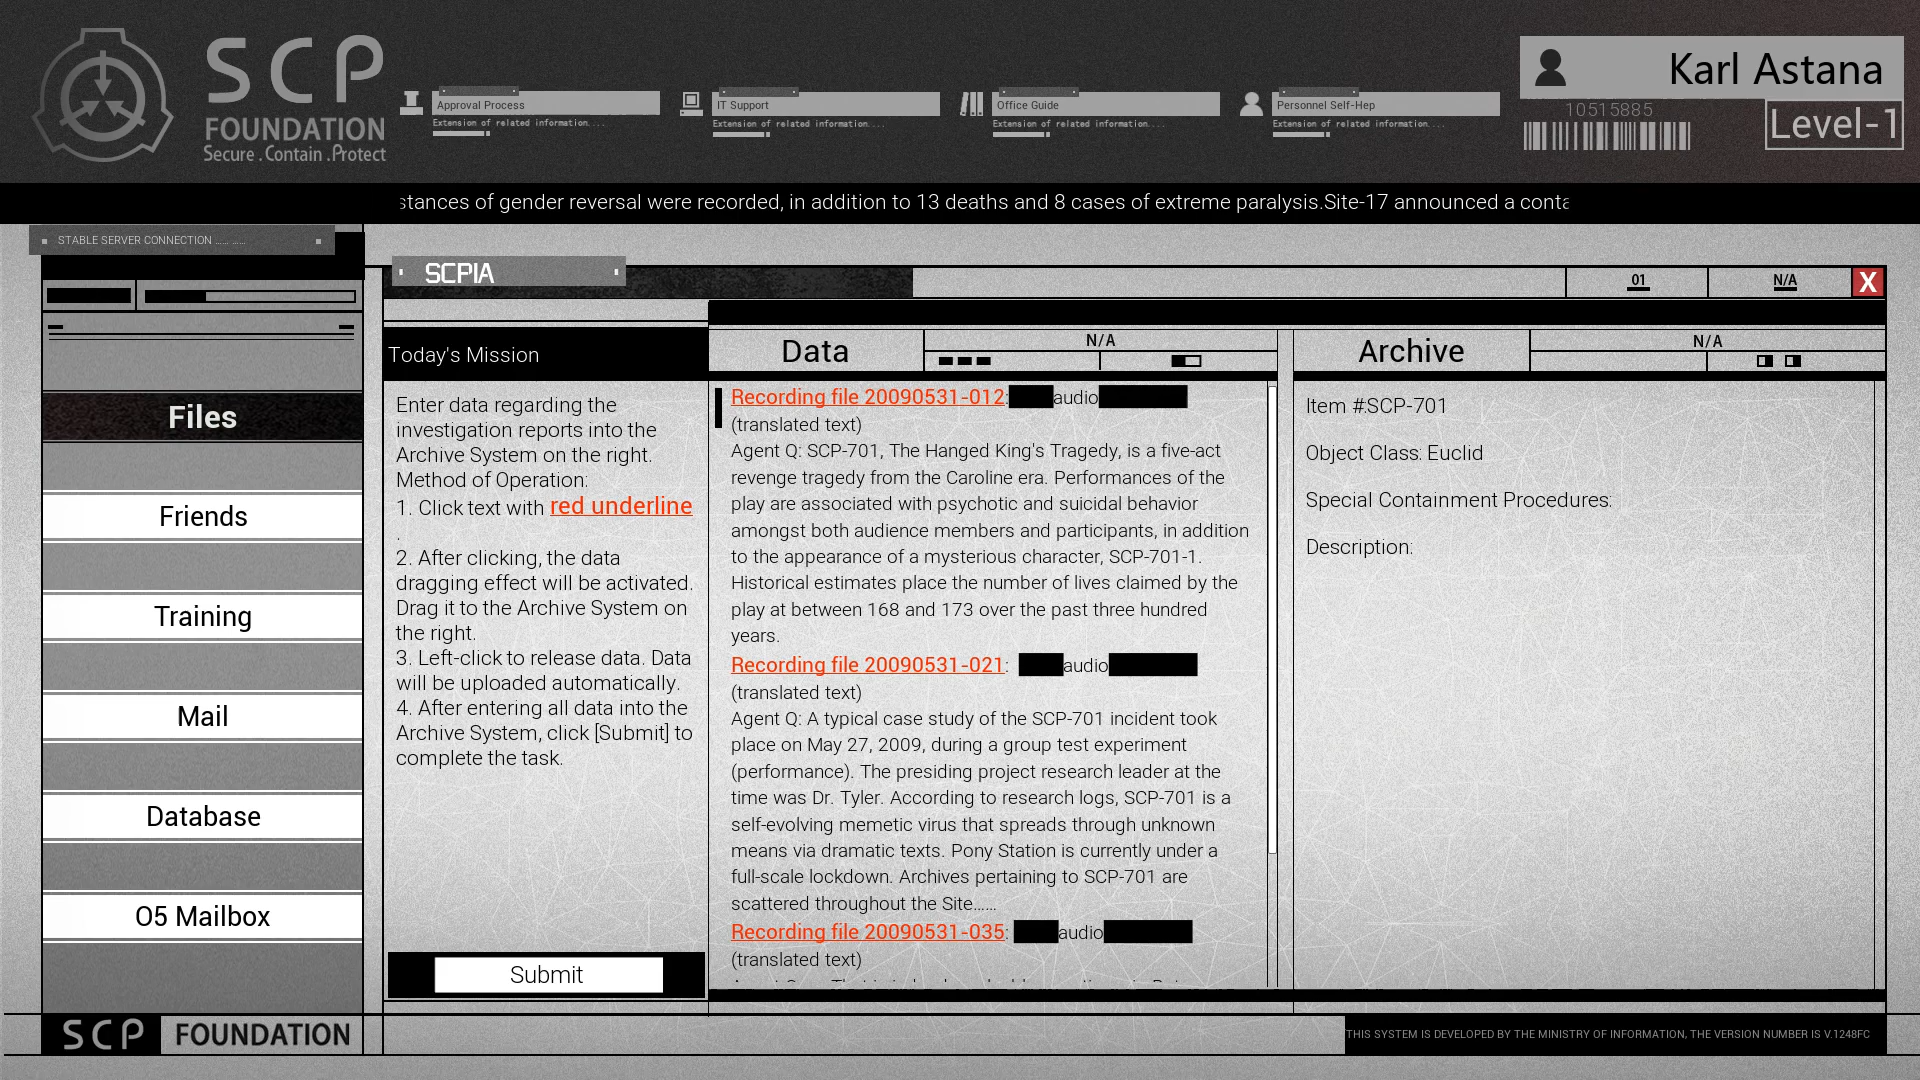 SCP
FOUNDATION
Secure .Contain .Protect
Approval Process
Extension of related information....
IT Support
Extension of related information....
Office Guide
Extension of related information....
Personnel Self-Hep
Extension of related information....
Karl Astana
10515885
Level-1
stances of gender reversal were recorded, in addition to 13 deaths and 8 cases of extreme paralysis.Site-17 announced a conta
STABLE SERVER CONNECTION ...... ......
SCPIA
01
N/A
X
Files
Friends
Training
Mail
Database
O5 Mailbox
Today's Mission
Enter data regarding the
investigation reports into the
Archive System on the right.
Method of Operation:
1. Click text with red underline
.
2. After clicking, the data
dragging effect will be activated.
Drag it to the Archive System on
the right.
3. Left-click to release data. Data
will be uploaded automatically.
4. After entering all data into the
Archive System, click [Submit] to
complete the task.
Submit
Data
N/A
Recording file 20090531-012: audio
(translated text)
Agent Q: SCP-701, The Hanged King's Tragedy, is a five-act
revenge tragedy from the Caroline era. Performances of the
play are associated with psychotic and suicidal behavior
amongst both audience members and participants, in addition
to the appearance of a mysterious character, SCP-701-1.
Historical estimates place the number of lives claimed by the
play at between 168 and 173 over the past three hundred
years.
Recording file 20090531-021: audio
(translated text)
Agent Q: A typical case study of the SCP-701 incident took
place on May 27, 2009, during a group test experiment
(performance). The presiding project research leader at the
time was Dr. Tyler. According to research logs, SCP-701 is a
self-evolving memetic virus that spreads through unknown
means via dramatic texts. Pony Station is currently under a
full-scale lockdown. Archives pertaining to SCP-701 are
scattered throughout the Site......
Recording file 20090531-035: audio
(translated text)
Archive
N/A
Item #:SCP-701
Object Class: Euclid
Special Containment Procedures:
Description:
SCP FOUNDATION
THIS SYSTEM IS DEVELOPED BY THE MINISTRY OF INFORMATION, THE VERSION NUMBER IS V.1248FC